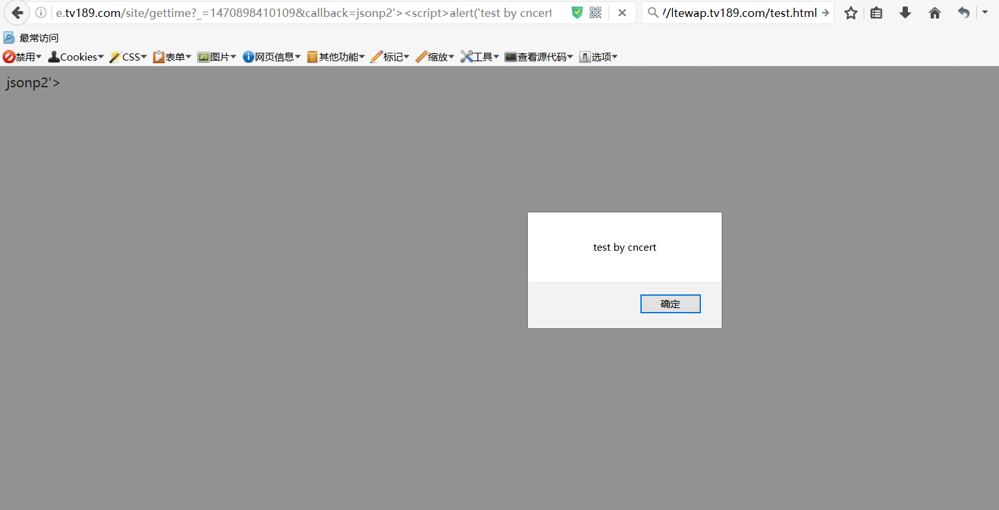 e.tv189.com/site/gettime?_=1470898410109&callback=jsonp2'><script>alert('test by cncert
//ltewap.tv189.com/test.html
最常访问
禁用 Cookies CSS 表单 图片 网页信息 其他功能 标记 缩放 工具 查看源代码 选项
jsonp2'>
test by cncert
确定